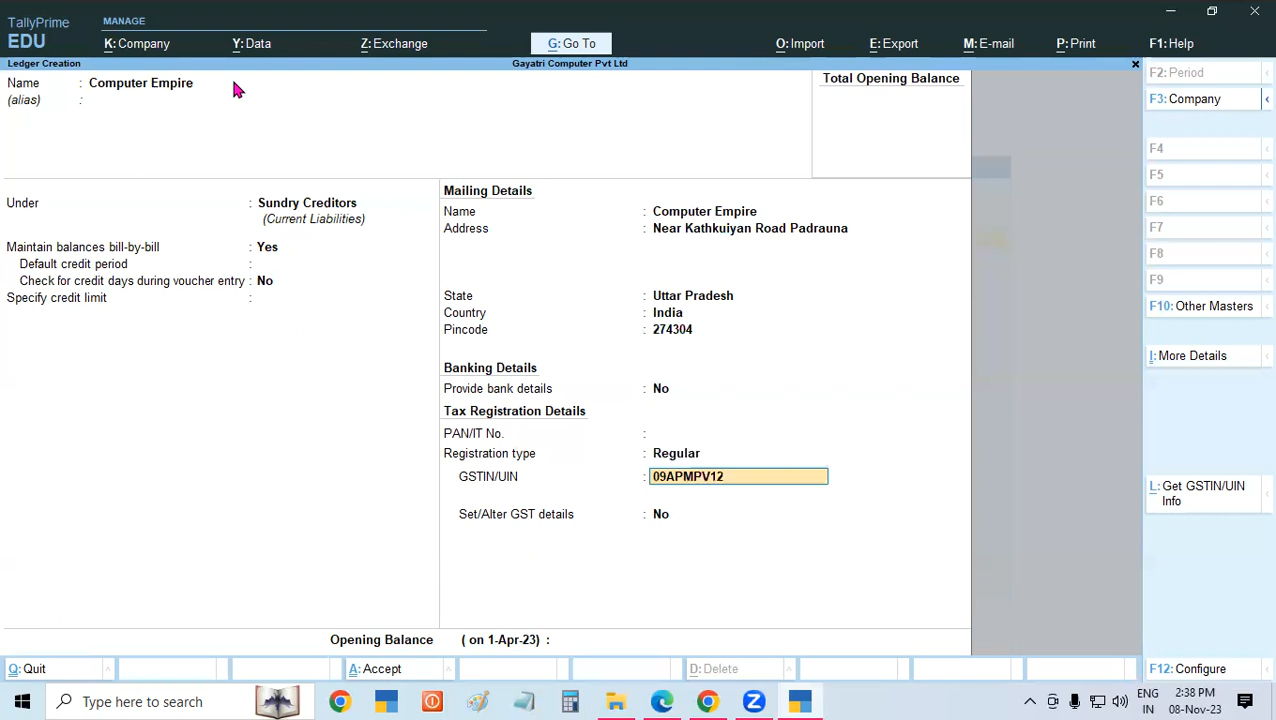 TallyPrime
EDU
MANAGE
K: Company
Y: Data
Z: Exchange
G: Go To
O: Import
E: Export
M: E-mail
P: Print
F1: Help
Ledger Creation
Gayatri Computer Pvt Ltd
Name : Computer Empire
(alias) :
Total Opening Balance
Under : Sundry Creditors
(Current Liabilities)
Maintain balances bill-by-bill : Yes
Default credit period :
Check for credit days during voucher entry : No
Specify credit limit :
Mailing Details
Name : Computer Empire
Address : Near Kathkuiyan Road Padrauna
State : Uttar Pradesh
Country : India
Pincode : 274304
Banking Details
Provide bank details : No
Tax Registration Details
PAN/IT No. :
Registration type : Regular
GSTIN/UIN : 09APMPV12
Set/Alter GST details : No
Opening Balance ( on 1-Apr-23) :
F2: Period
F3: Company
F4
F5
F6
F7
F8
F9
F10: Other Masters
I: More Details
L: Get GSTIN/UIN
Info
F12: Configure
Q: Quit
A: Accept
D: Delete
Type here to search
ENG
IN
2:38 PM
08-Nov-23